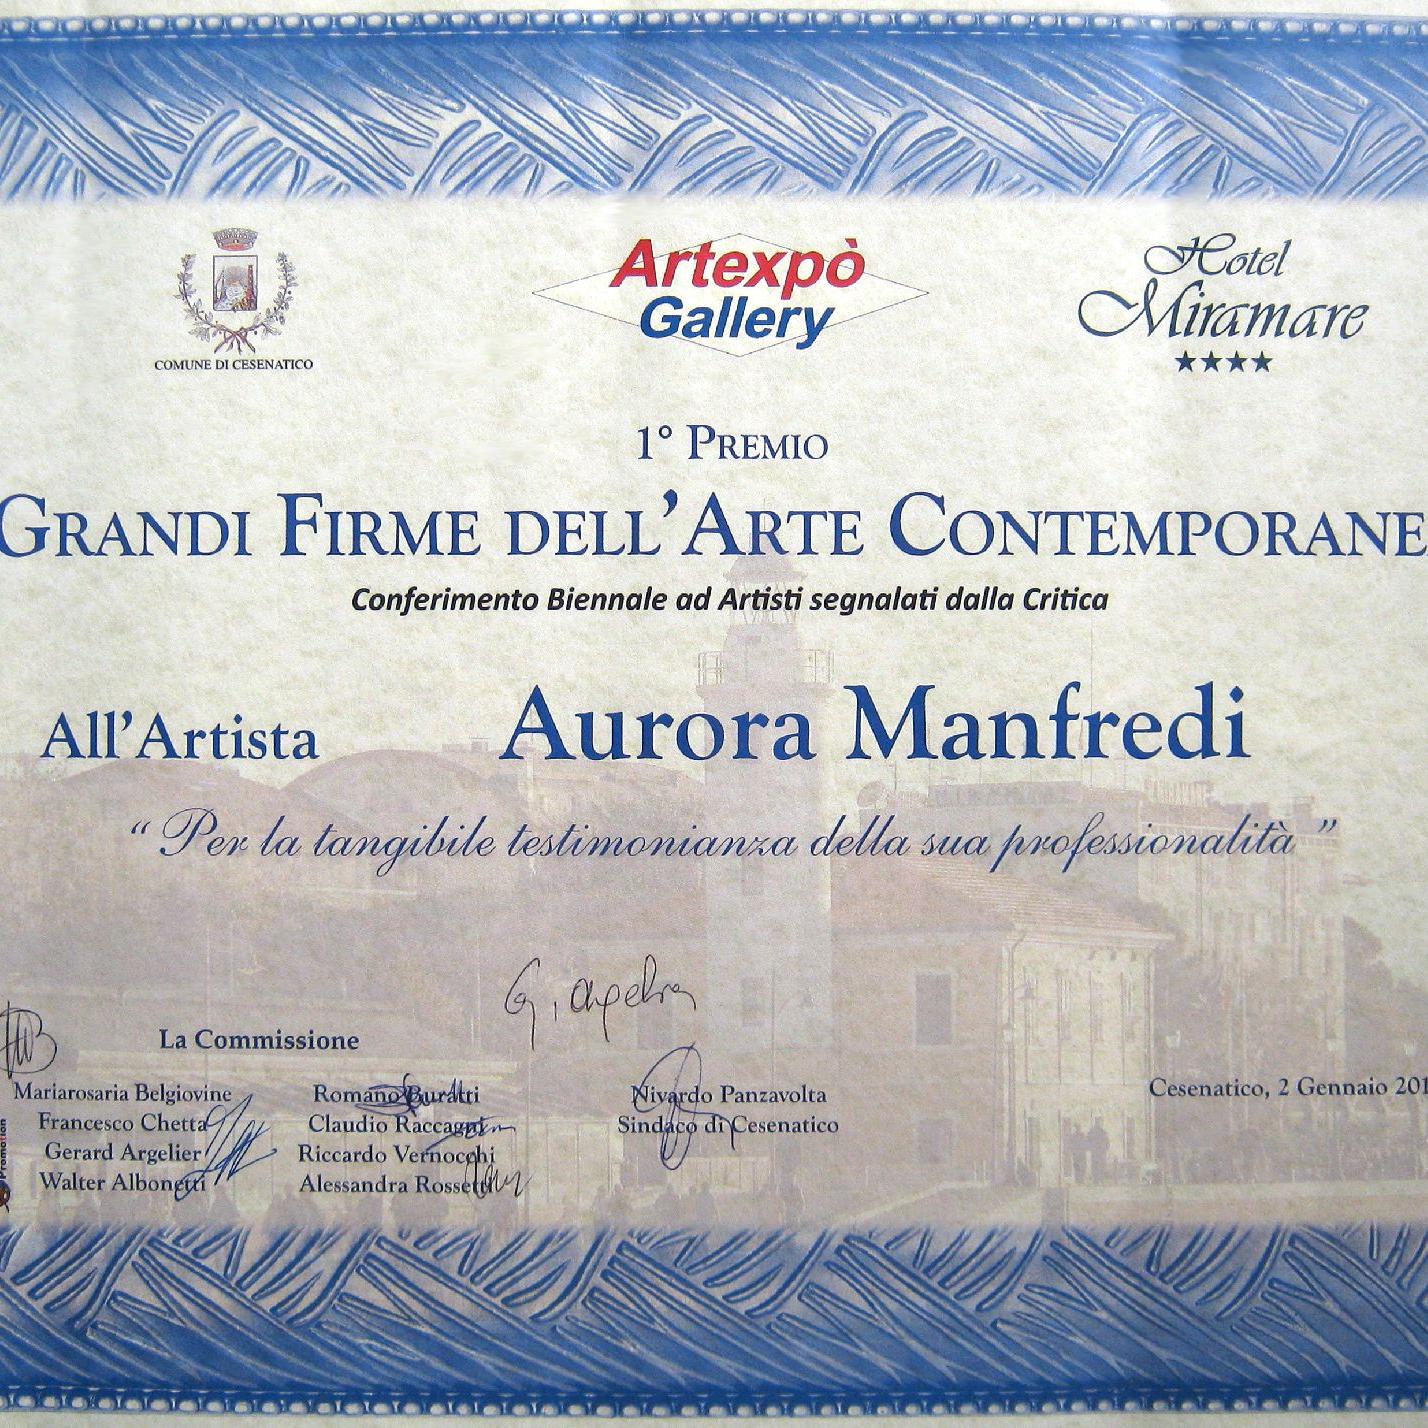 COMUNE DI CESENATICO
Artexpò
Gallery
Hotel
Miramare
1° PREMIO
GRANDI FIRME DELL'ARTE CONTEMPORANE
Conferimento Biennale ad Artisti segnalati dalla Critica
All'Artista Aurora Manfredi
“ Per la tangibile testimonianza della sua professionalità ”
G. Argelier
La Commissione
Mariarosaria Belgiovine
Francesco Chetta
Gerard Argelier
Walter Albonetti
Romano Buratti
Claudio Raccagni
Riccardo Vernocchi
Alessandra Rossetti
Nivardo Panzavolta
Sindaco di Cesenatico
Cesenatico, 2 Gennaio 201
Promotion